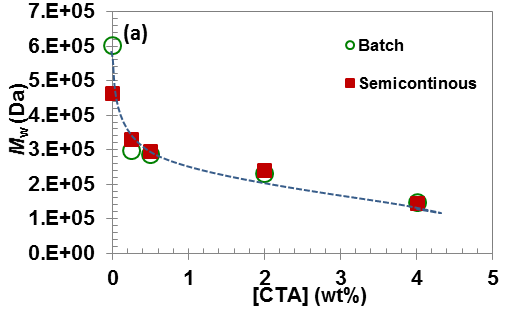 7.E+05
6.E+05
5.E+05
4.E+05
3.E+05
2.E+05
1.E+05
0.E+00
Mw (Da)
(a)
Batch
Semicontinous
0 1 2 3 4 5
[CTA] (wt%)